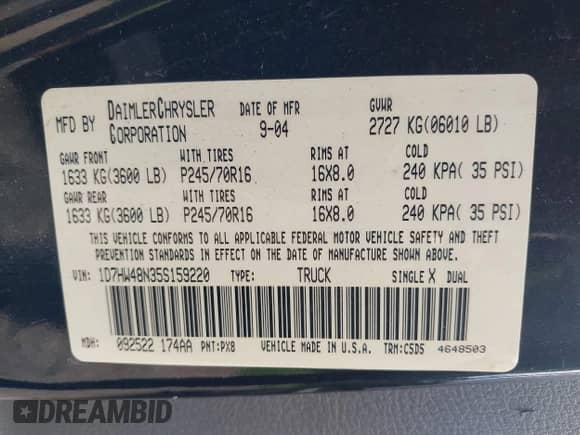 MFD BY DAIMLERCHRYSLER CORPORATION DATE OF MFR 9-04 GVWR 2727 KG(06010 LB)
GAWR FRONT WITH TIRES RIMS AT COLD
1633 KG(3600 LB) P245/70R16 16X8.0 240 KPA( 35 PSI)
GAWR REAR WITH TIRES RIMS AT COLD
1633 KG(3600 LB) P245/70R16 16X8.0 240 KPA( 35 PSI)
THIS VEHICLE CONFORMS TO ALL APPLICABLE FEDERAL MOTOR VEHICLE SAFETY AND THEFT
PREVENTION STANDARDS IN EFFECT ON THE DATE OF MANUFACTURE SHOWN ABOVE.
VIN: 1D7HW48N35S159220 TYPE: TRUCK SINGLE X DUAL
MDH: 092522 174AA PNT:PX8 VEHICLE MADE IN U.S.A. TRM:C5D5 4648503
DREAMBID